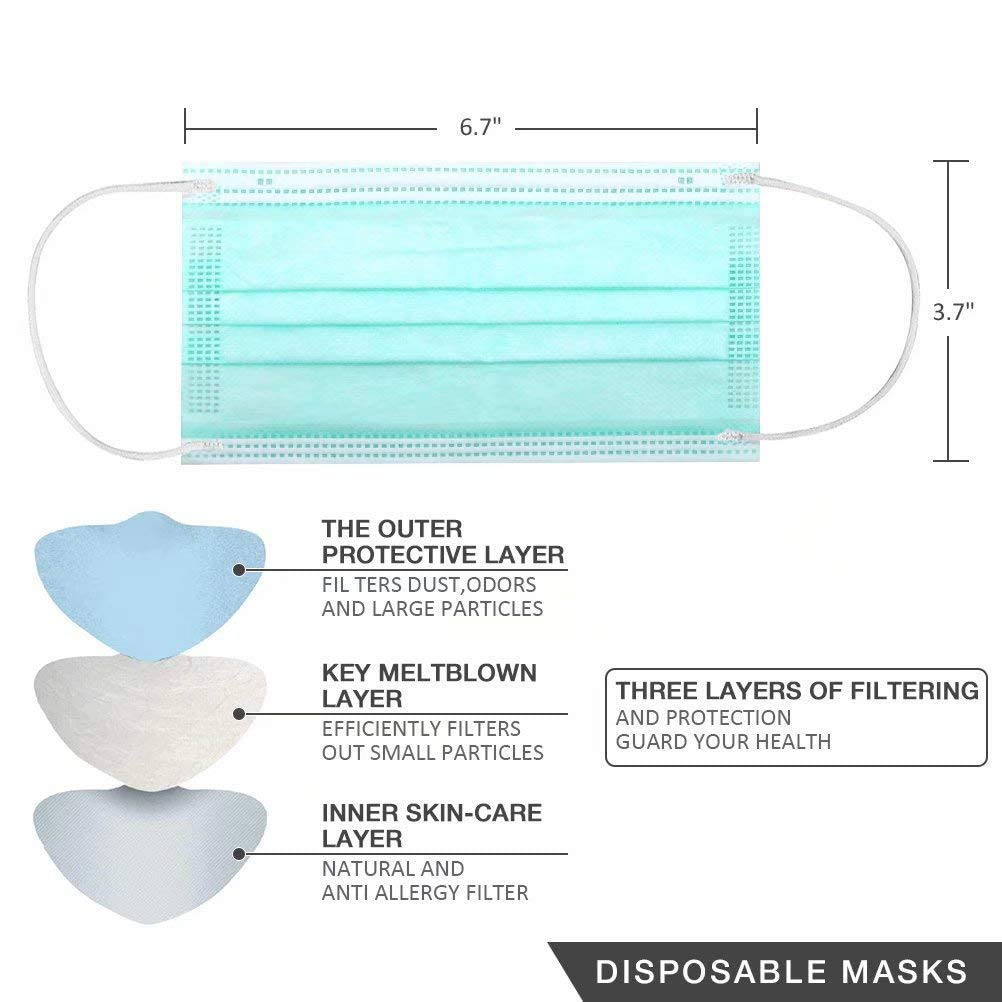 6.7"
3.7"
THE OUTER
PROTECTIVE LAYER
FIL TERS DUST,ODORS
AND LARGE PARTICLES
KEY MELTBLOWN
LAYER
EFFICIENTLY FILTERS
OUT SMALL PARTICLES
THREE LAYERS OF FILTERING
AND PROTECTION
GUARD YOUR HEALTH
INNER SKIN-CARE
LAYER
NATURAL AND
ANTI ALLERGY FILTER
DISPOSABLE MASKS